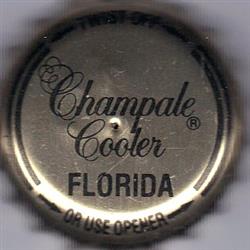 TWIST OFF
Champale®
Cooler
FLORIDA
OR USE OPENER